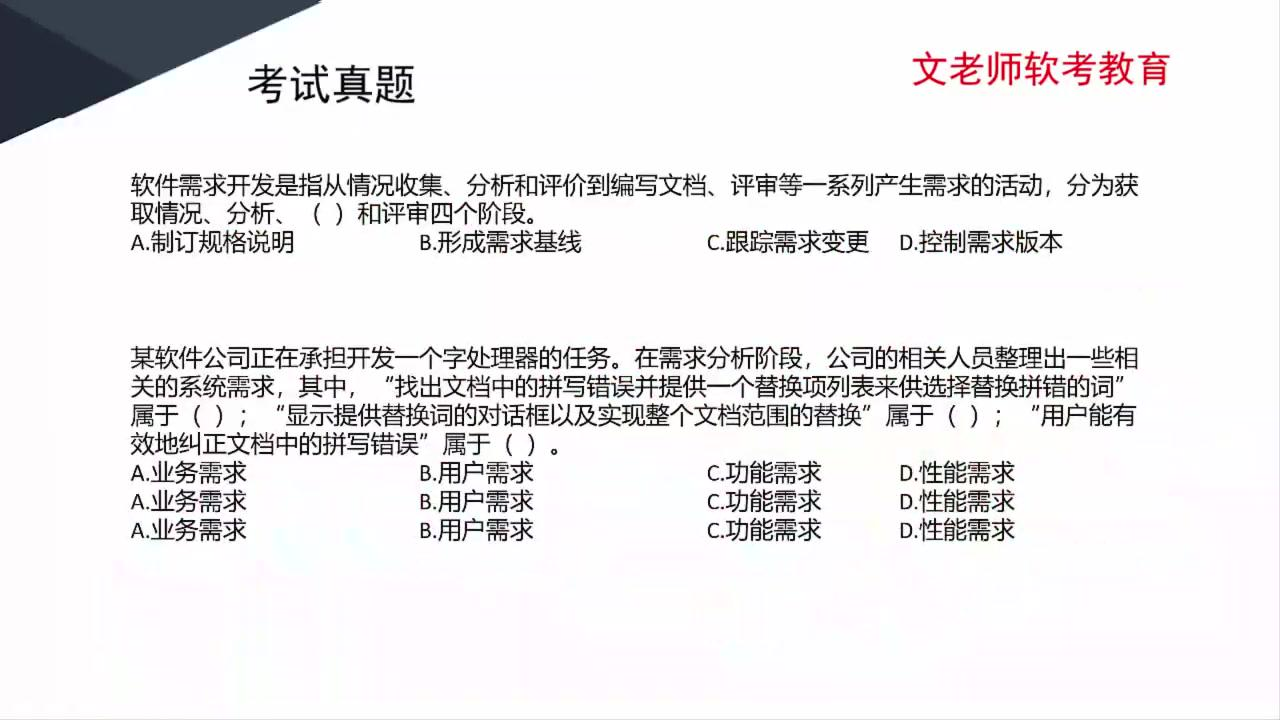 考试真题
文老师软考教育
软件需求开发是指从情况收集、分析和评价到编写文档、评审等一系列产生需求的活动，分为获
取情况、分析、（ ）和评审四个阶段。
A.制订规格说明 B.形成需求基线 C.跟踪需求变更 D.控制需求版本
某软件公司正在承担开发一个字处理器的任务。在需求分析阶段，公司的相关人员整理出一些相
关的系统需求，其中，“找出文档中的拼写错误并提供一个替换项列表来供选择替换拼错的词”
属于（ ）；“显示提供替换词的对话框以及实现整个文档范围的替换”属于（ ）；“用户能有
效地纠正文档中的拼写错误”属于（ ）。
A.业务需求 B.用户需求 C.功能需求 D.性能需求
A.业务需求 B.用户需求 C.功能需求 D.性能需求
A.业务需求 B.用户需求 C.功能需求 D.性能需求